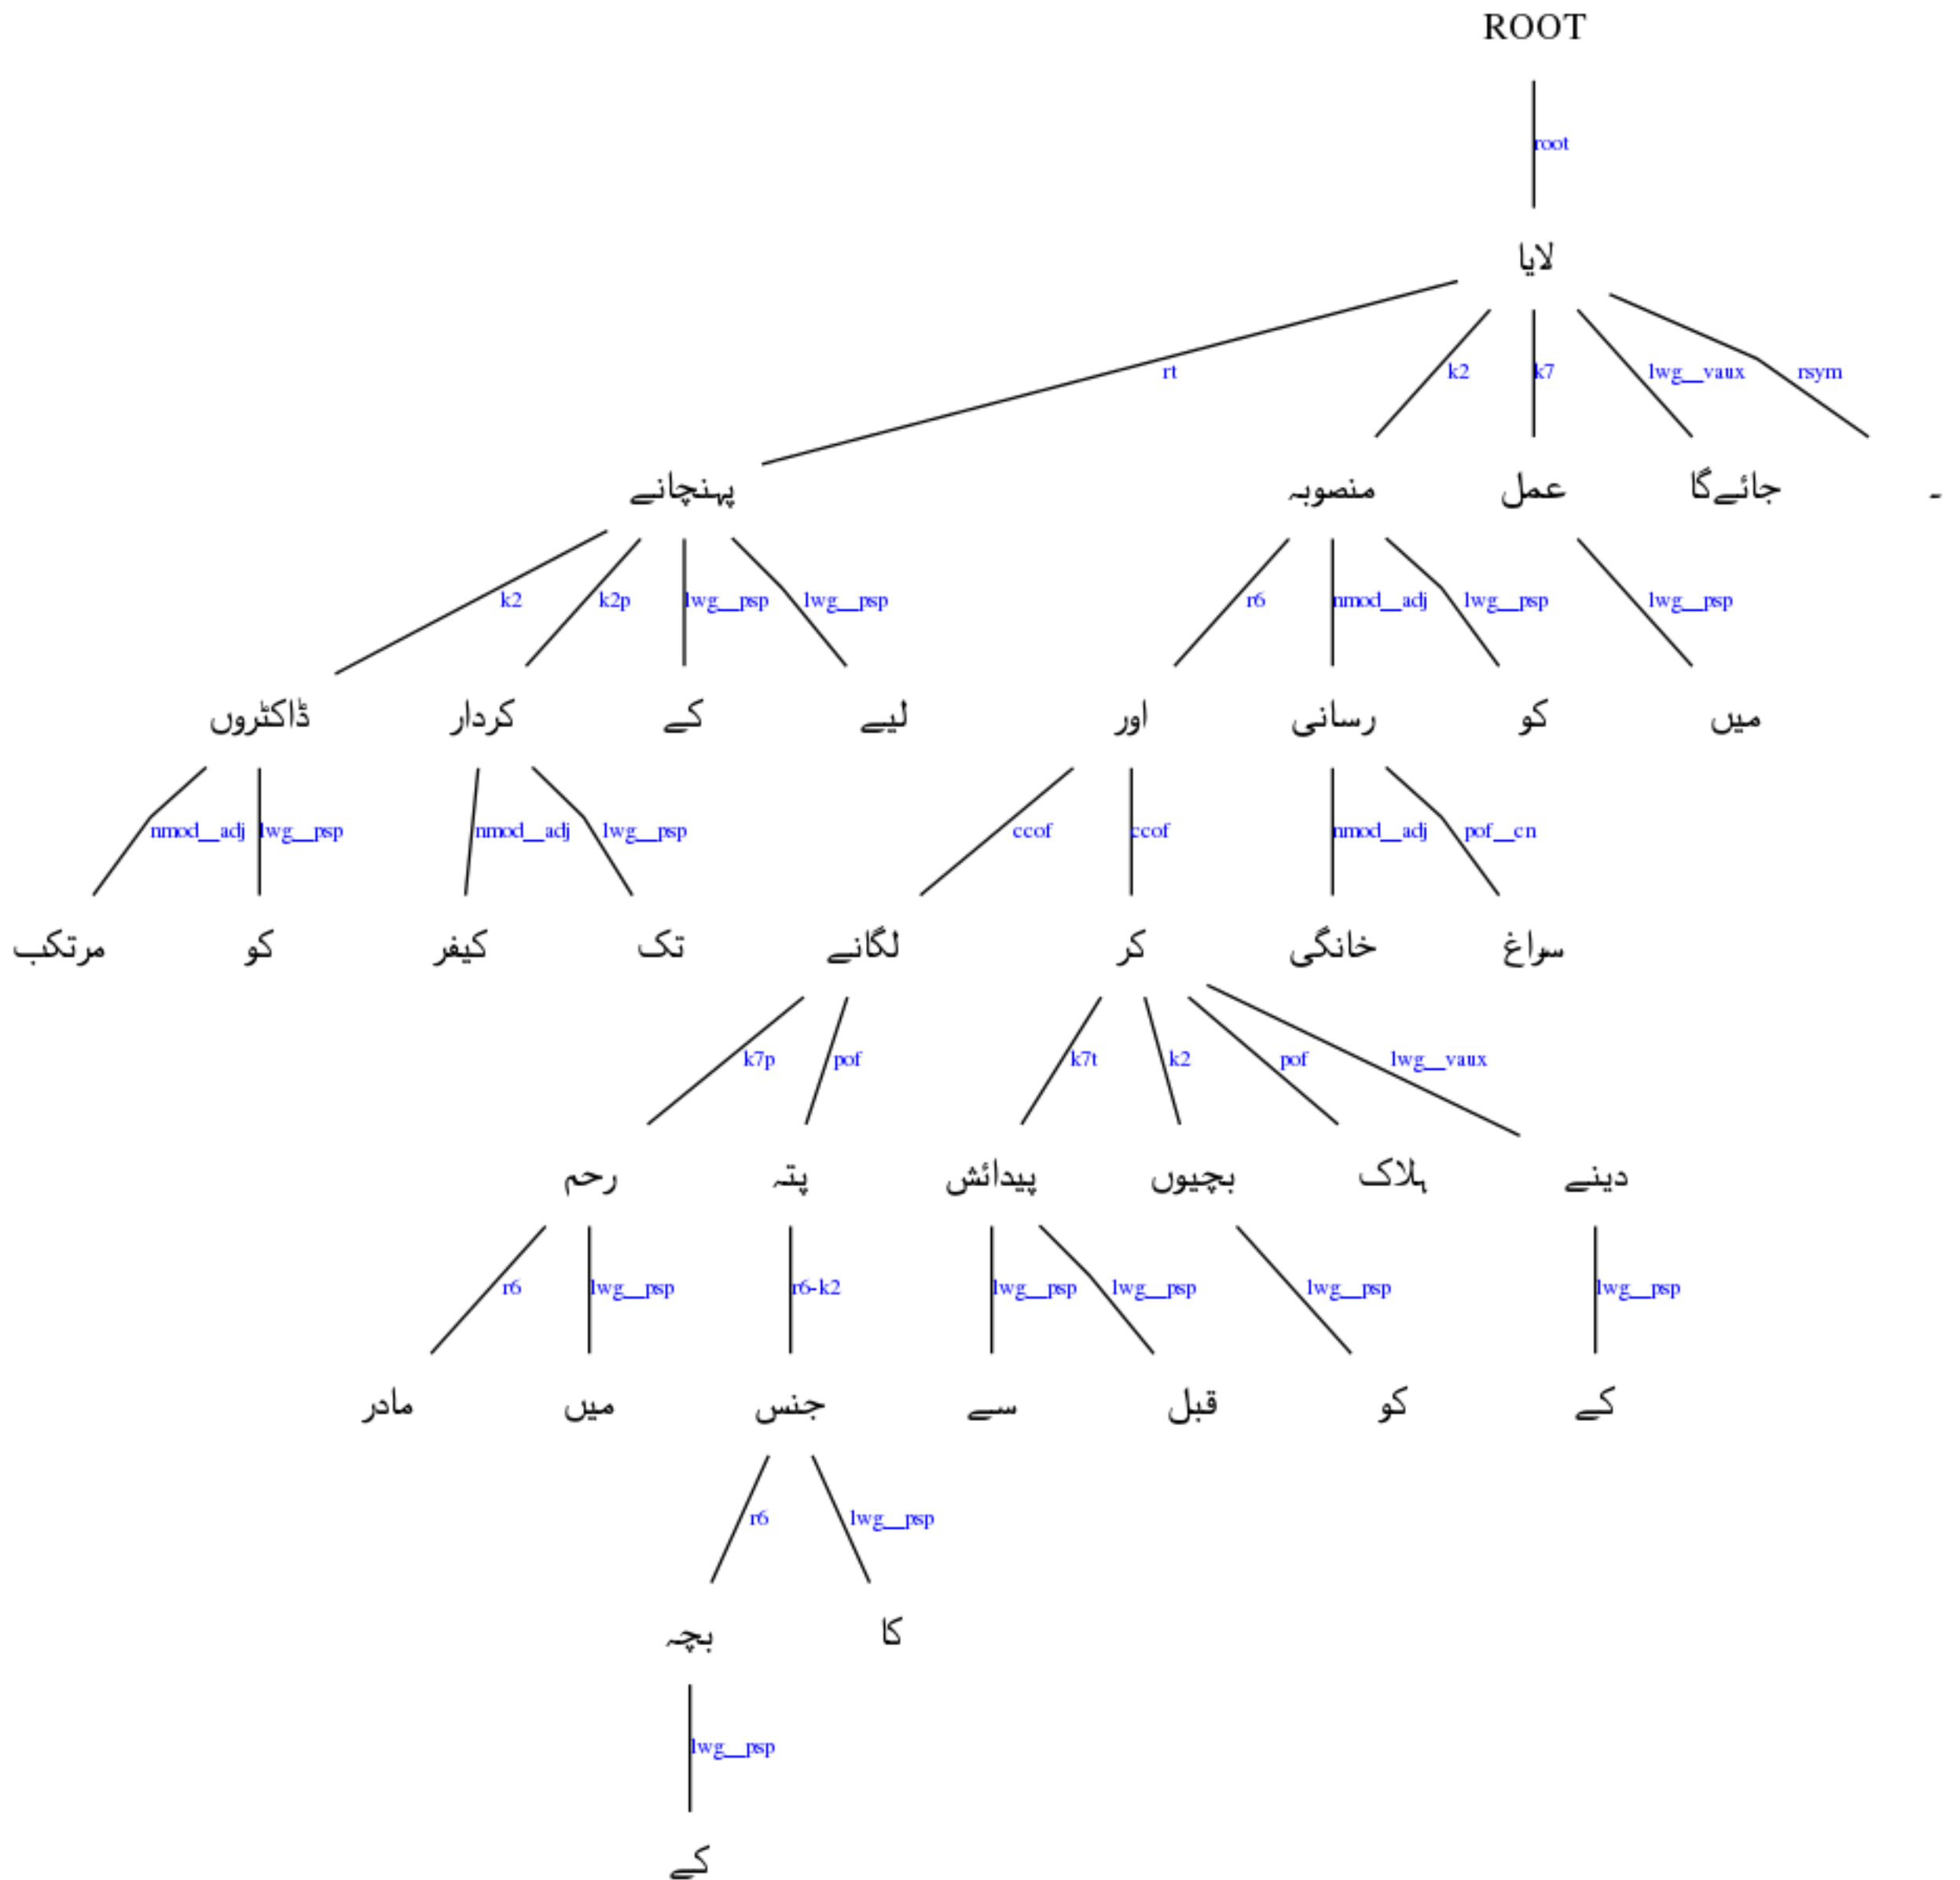 ROOT
root
لایا
rt k2 k7 lwg__vaux rsym
پہنچانے منصوبہ عمل جائےگا ۔
k2 k2p lwg__psp lwg__psp r6 nmod__adj lwg__psp lwg__psp
ڈاکٹروں کردار کے لیے اور رسانی کو میں
nmod__adj lwg__psp nmod__adj lwg__psp ccof ccof nmod__adj pof__cn
مرتکب کو کیفر تک لگانے کر خانگی سراغ
k7p pof k7t k2 pof lwg__vaux
رحم پتہ پیدائش بچیوں ہلاک دینے
r6 lwg__psp r6-k2 lwg__psp lwg__psp lwg__psp lwg__psp
مادر میں جنس سے قبل کو کے
r6 lwg__psp
بچہ کا
lwg__psp
کے